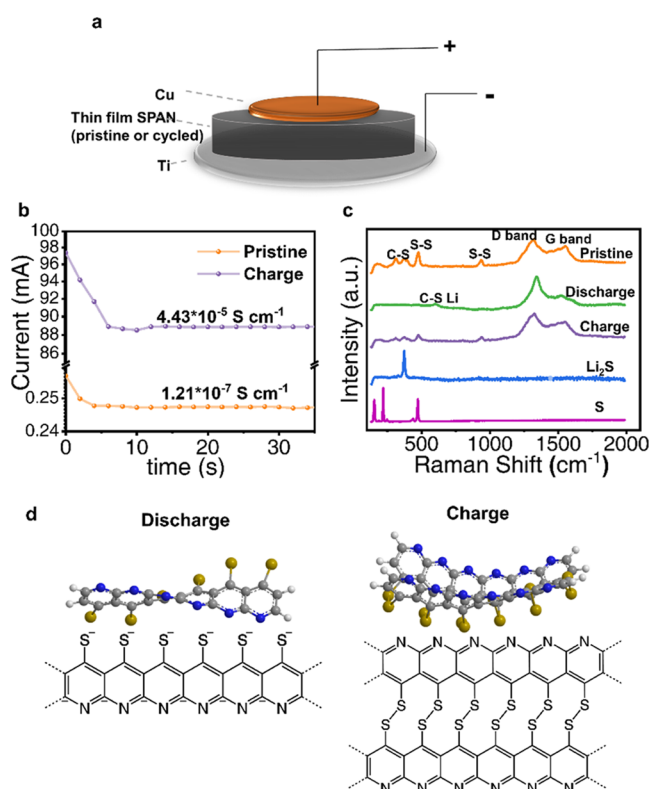 a
+
-
Cu
Thin film SPAN
(pristine or cycled)
Ti
b
100
98
96
94
92
90
88
86
0.25
0.24
Current (mA)
Pristine
Charge
4.43*10⁻⁵ S cm⁻¹
1.21*10⁻⁷ S cm⁻¹
0 10 20 30
time (s)
c
Intensity (a.u.)
C-S
S-S
S-S
D band
G band
Pristine
C-S Li
Discharge
Charge
Li₂S
S
500 1000 1500 2000
Raman Shift (cm⁻¹)
d
Discharge
Charge
S⁻ S⁻ S⁻ S⁻ S⁻ S⁻
N N N N N N
N N N N N N
S S S S S S
S S S S S S
N N N N N N